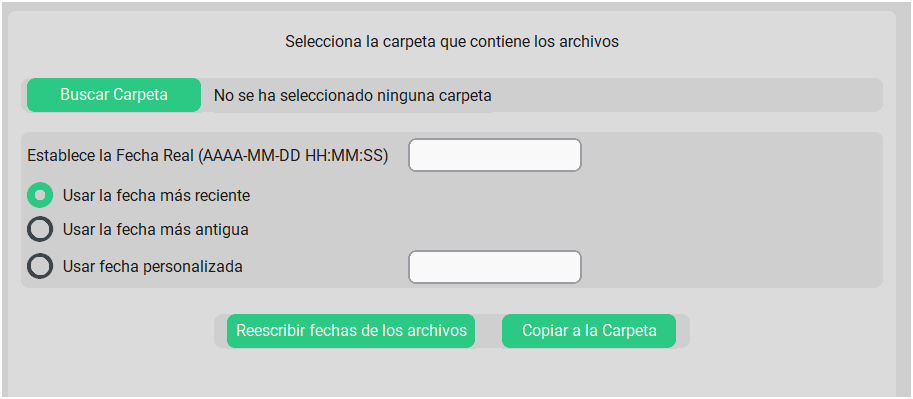 Selecciona la carpeta que contiene los archivos
Buscar Carpeta No se ha seleccionado ninguna carpeta
Establece la Fecha Real (AAAA-MM-DD HH:MM:SS)
Usar la fecha más reciente
Usar la fecha más antigua
Usar fecha personalizada
Reescribir fechas de los archivos Copiar a la Carpeta